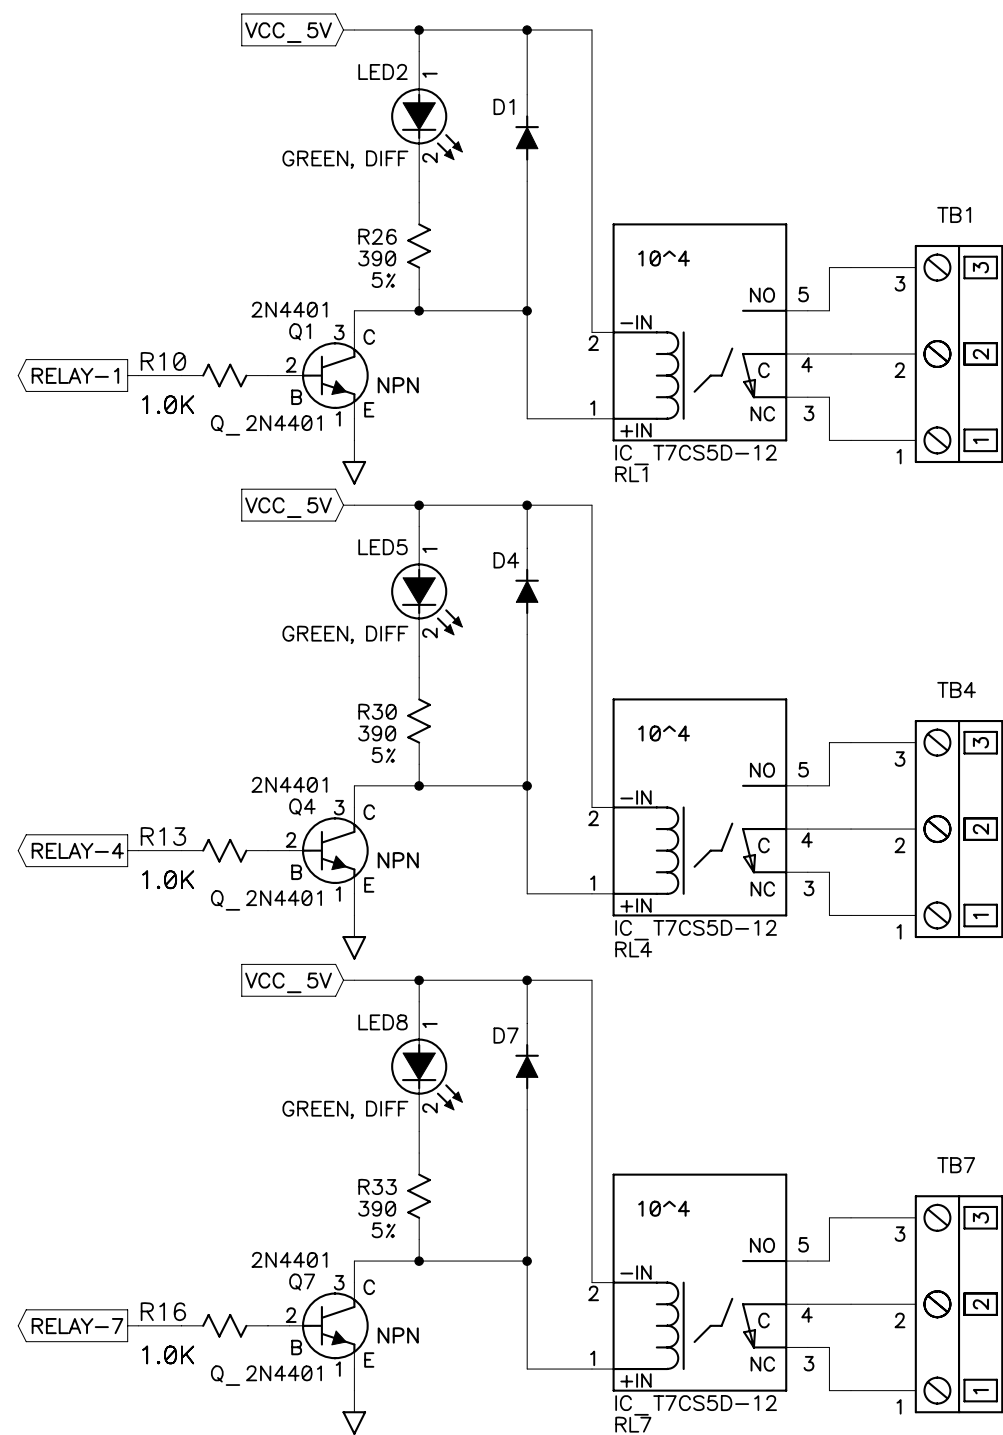 VCC_5V
LED2 1
D1
GREEN, DIFF 2
TB1
R26
390
5%
10^4
3
3
NO 5
2N4401
Q1 3 C
-IN
2
RELAY-1
R10
1.0K
2
B
NPN
1 E
Q_2N4401
C 4
2
2
NC 3
1
+IN
1
1
IC_T7CS5D-12
RL1
VCC_5V
LED5 1
D4
GREEN, DIFF 2
TB4
R30
390
5%
10^4
3
3
NO 5
2N4401
Q4 3 C
-IN
2
RELAY-4
R13
1.0K
2
B
NPN
1 E
Q_2N4401
C 4
2
2
NC 3
1
+IN
1
1
IC_T7CS5D-12
RL4
VCC_5V
LED8 1
D7
GREEN, DIFF 2
TB7
R33
390
5%
10^4
3
3
NO 5
2N4401
Q7 3 C
-IN
2
RELAY-7
R16
1.0K
2
B
NPN
1 E
Q_2N4401
C 4
2
2
NC 3
1
+IN
1
1
IC_T7CS5D-12
RL7